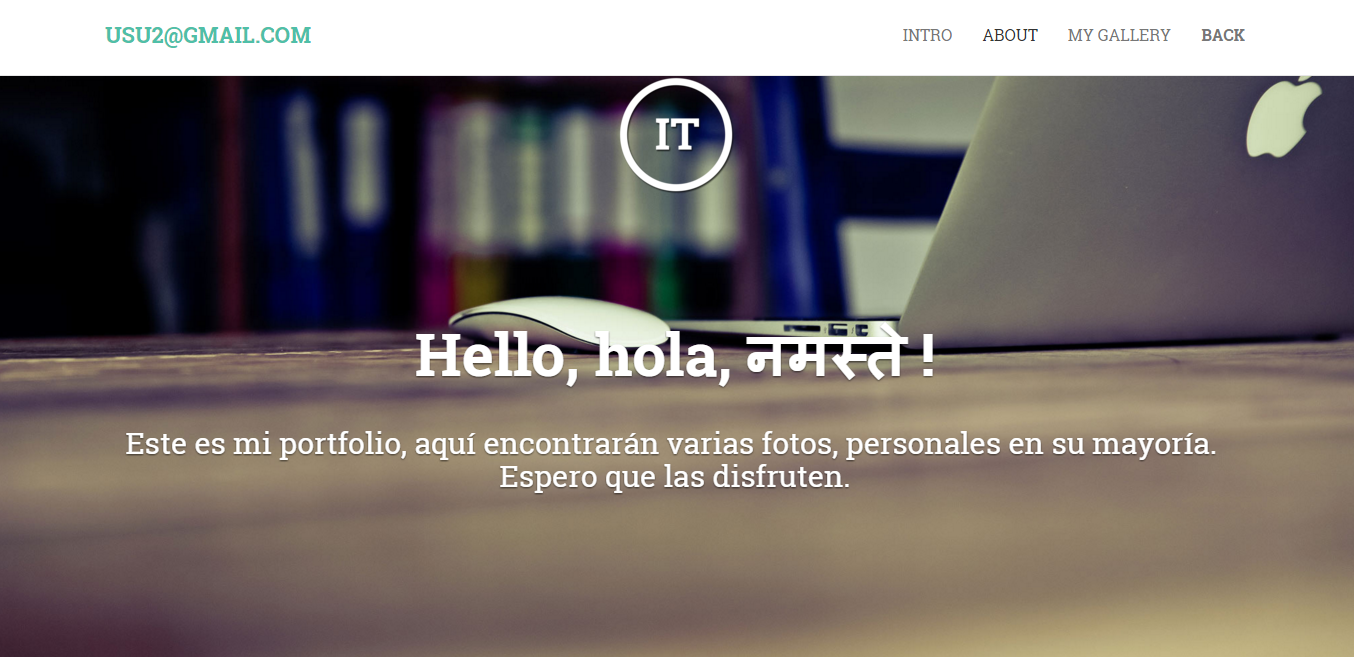 USU2@GMAIL.COM
INTRO ABOUT MY GALLERY BACK
IT
Hello, hola, नमस्ते !
Este es mi portfolio, aquí encontrarán varias fotos, personales en su mayoría.
Espero que las disfruten.